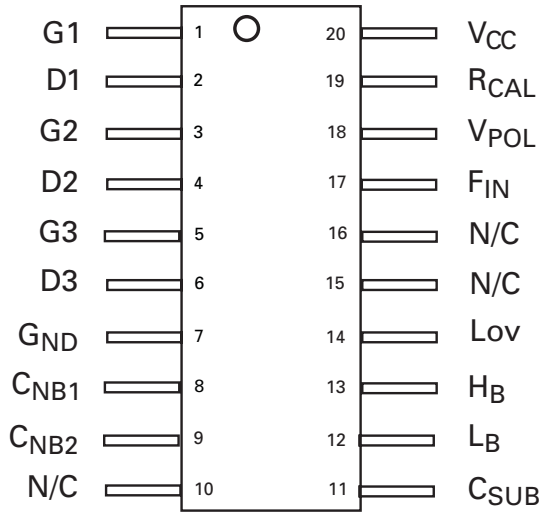 G1 1 20 VCC
D1 2 19 RCAL
G2 3 18 VPOL
D2 4 17 FIN
G3 5 16 N/C
D3 6 15 N/C
GND 7 14 Lov
CNB1 8 13 HB
CNB2 9 12 LB
N/C 10 11 CSUB